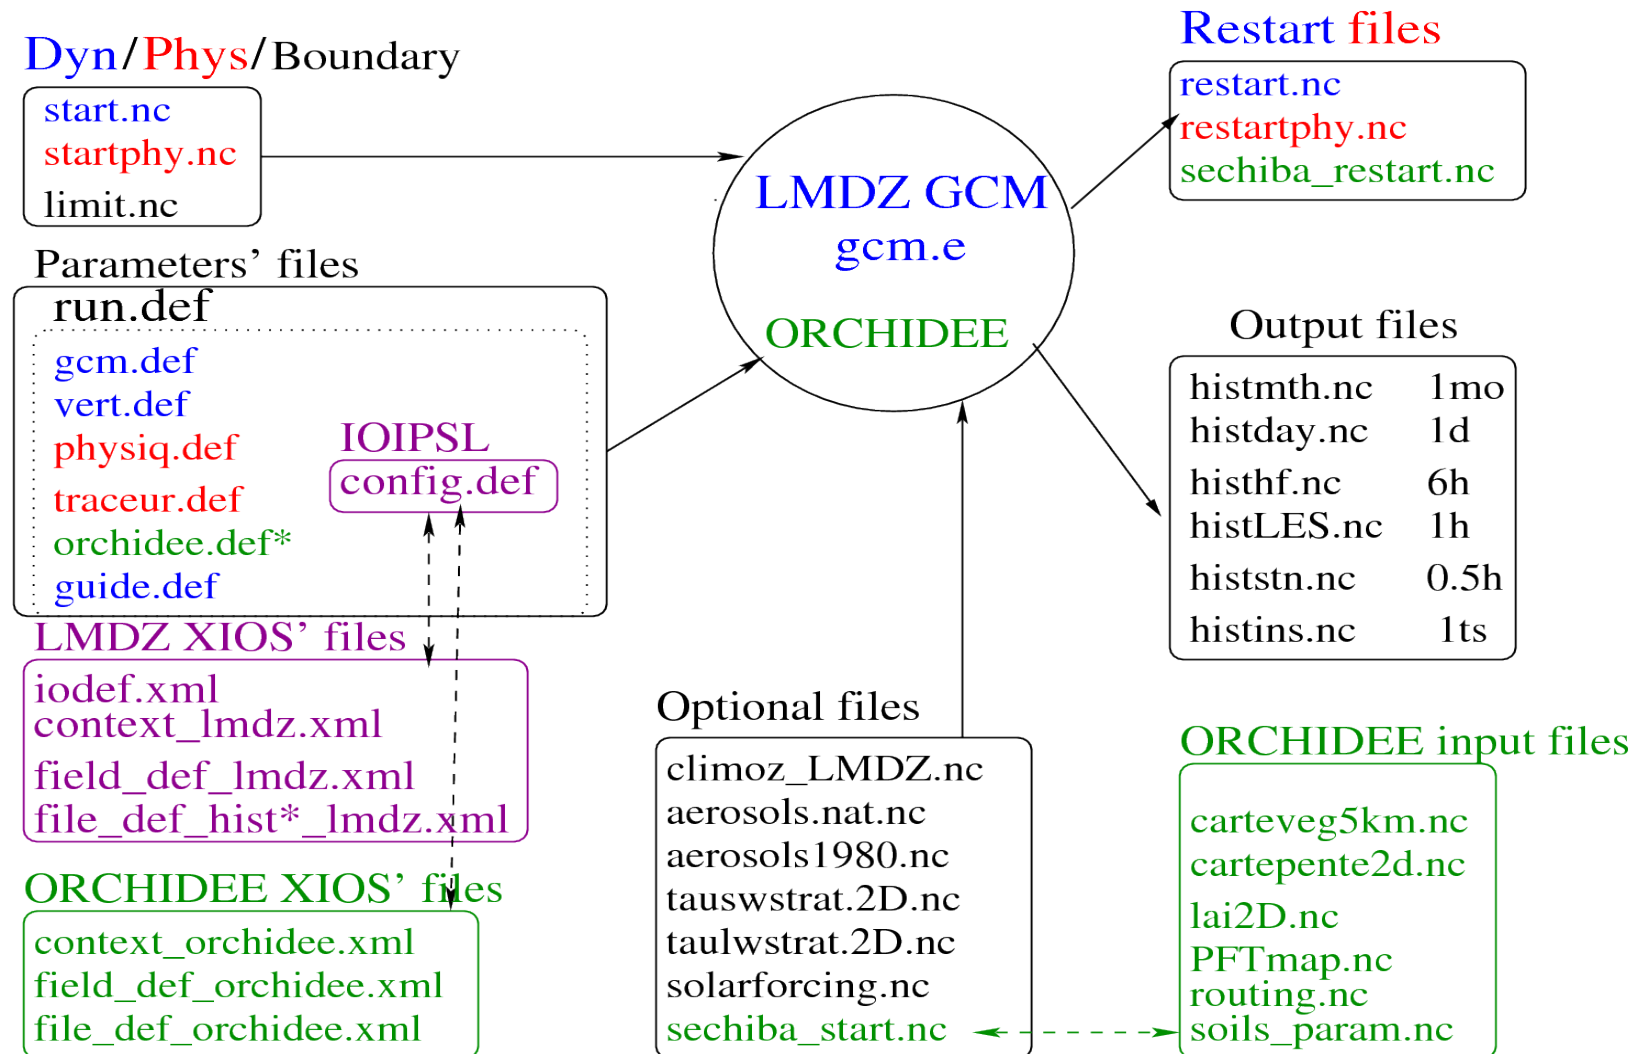 Dyn/Phys/Boundary
start.nc
startphy.nc
limit.nc
Parameters’ files
run.def
gcm.def
vert.def
physiq.def
traceur.def
orchidee.def*
guide.def
IOIPSL
config.def
LMDZ XIOS’ files
iodef.xml
context_lmdz.xml
field_def_lmdz.xml
file_def_hist*_lmdz.xml
ORCHIDEE XIOS’ files
context_orchidee.xml
field_def_orchidee.xml
file_def_orchidee.xml
LMDZ GCM
gcm.e
ORCHIDEE
Optional files
climoz_LMDZ.nc
aerosols.nat.nc
aerosols1980.nc
tauswstrat.2D.nc
taulwstrat.2D.nc
solarforcing.nc
sechiba_start.nc
Restart files
restart.nc
restartphy.nc
sechiba_restart.nc
Output files
histmth.nc 1mo
histday.nc 1d
histhf.nc 6h
histLES.nc 1h
histstn.nc 0.5h
histins.nc 1ts
ORCHIDEE input files
carteveg5km.nc
cartepente2d.nc
lai2D.nc
PFTmap.nc
routing.nc
soils_param.nc